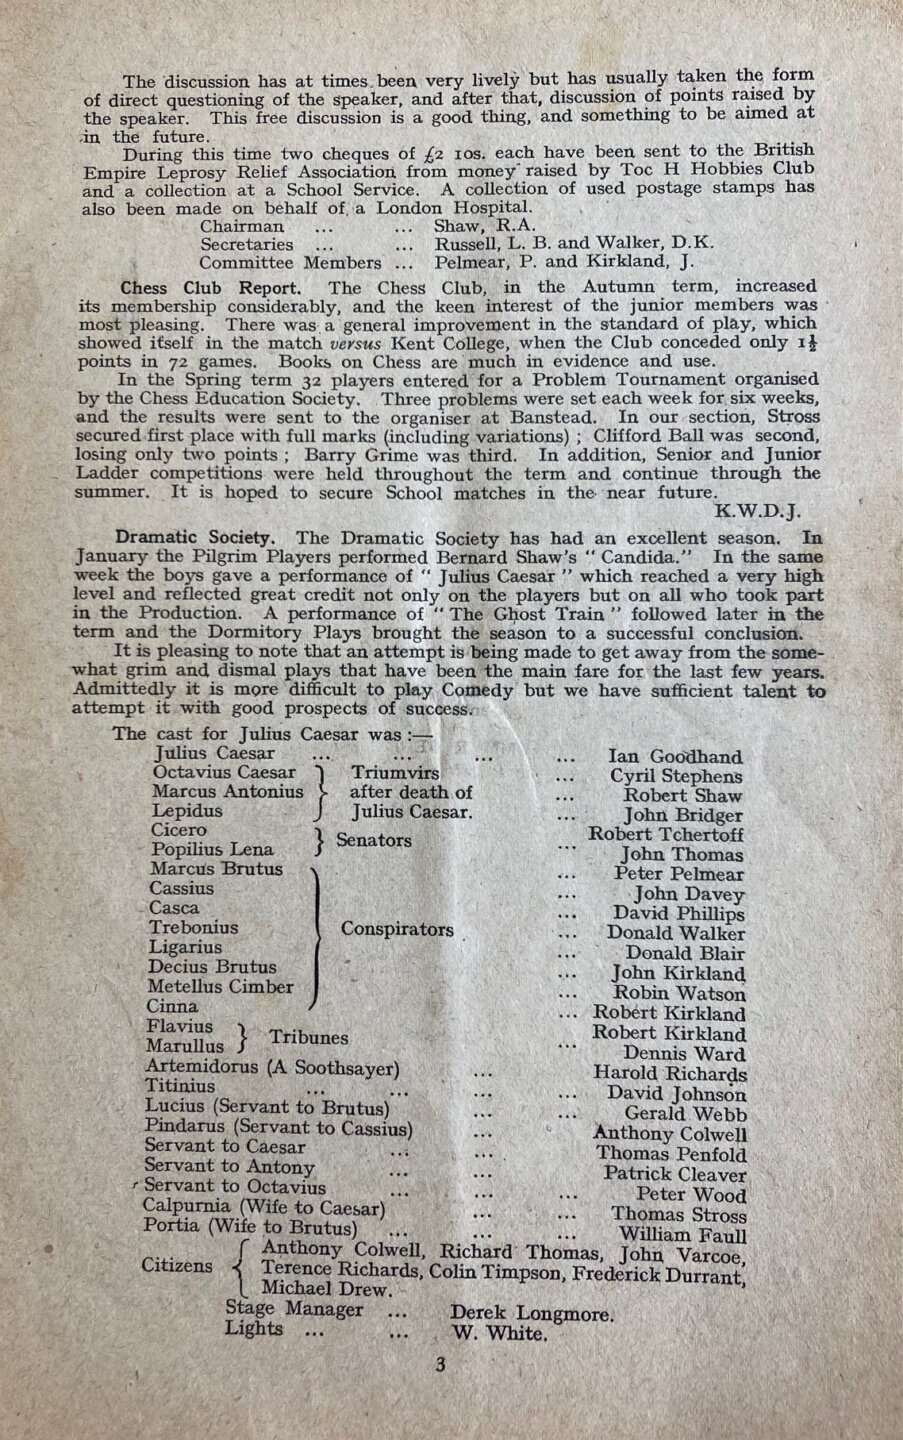 The discussion has at times been very lively but has usually taken the form
of direct questioning of the speaker, and after that, discussion of points raised by
the speaker. This free discussion is a good thing, and something to be aimed at
in the future.
During this time two cheques of £2 10s. each have been sent to the British
Empire Leprosy Relief Association from money raised by Toc H Hobbies Club
and a collection at a School Service. A collection of used postage stamps has
also been made on behalf of a London Hospital.
Chairman ... ... Shaw, R.A.
Secretaries ... ... Russell, L. B. and Walker, D.K.
Committee Members ... Pelmear, P. and Kirkland, J.
Chess Club Report. The Chess Club, in the Autumn term, increased
its membership considerably, and the keen interest of the junior members was
most pleasing. There was a general improvement in the standard of play, which
showed itself in the match versus Kent College, when the Club conceded only 1½
points in 72 games. Books on Chess are much in evidence and use.
In the Spring term 32 players entered for a Problem Tournament organised
by the Chess Education Society. Three problems were set each week for six weeks,
and the results were sent to the organiser at Banstead. In our section, Stross
secured first place with full marks (including variations) ; Clifford Ball was second,
losing only two points ; Barry Grime was third. In addition, Senior and Junior
Ladder competitions were held throughout the term and continue through the
summer. It is hoped to secure School matches in the near future.
K.W.D.J.
Dramatic Society. The Dramatic Society has had an excellent season. In
January the Pilgrim Players performed Bernard Shaw's " Candida." In the same
week the boys gave a performance of " Julius Caesar " which reached a very high
level and reflected great credit not only on the players but on all who took part
in the Production. A performance of " The Ghost Train " followed later in the
term and the Dormitory Plays brought the season to a successful conclusion.
It is pleasing to note that an attempt is being made to get away from the some-
what grim and dismal plays that have been the main fare for the last few years.
Admittedly it is more difficult to play Comedy but we have sufficient talent to
attempt it with good prospects of success.
The cast for Julius Caesar was :—
Julius Caesar ... ... ... ... Ian Goodhand
Octavius Caesar } Triumvirs ... Cyril Stephens
Marcus Antonius } after death of ... Robert Shaw
Lepidus } Julius Caesar. ... John Bridger
Cicero } Senators Robert Tchertoff
Popilius Lena } ... John Thomas
Marcus Brutus ... Peter Pelmear
Cassius ... John Davey
Casca ... David Phillips
Trebonius } Conspirators ... Donald Walker
Ligarius ... Donald Blair
Decius Brutus ... John Kirkland
Metellus Cimber ... Robin Watson
Cinna ... Robert Kirkland
Flavius } Tribunes Robert Kirkland
Marullus } ... Dennis Ward
Artemidorus (A Soothsayer) ... Harold Richards
Titinius ... ... ... ... David Johnson
Lucius (Servant to Brutus) ... ... Gerald Webb
Pindarus (Servant to Cassius) ... Anthony Colwell
Servant to Caesar ... ... Thomas Penfold
Servant to Antony ... ... Patrick Cleaver
Servant to Octavius ... ... ... Peter Wood
Calpurnia (Wife to Caesar) ... ... Thomas Stross
Portia (Wife to Brutus) ... ... ... William Faull
Citizens { Anthony Colwell, Richard Thomas, John Varcoe,
Terence Richards, Colin Timpson, Frederick Durrant,
Michael Drew.
Stage Manager ... Derek Longmore.
Lights ... ... W. White.
3